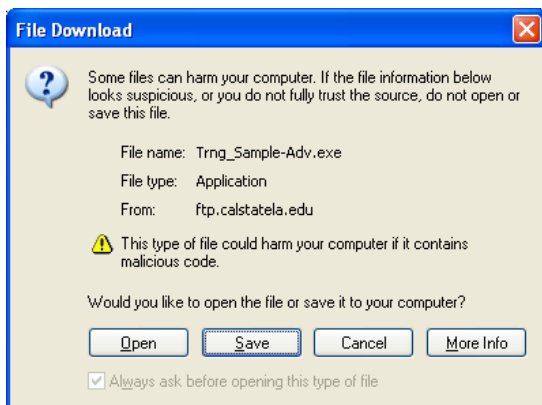 File Download
Some files can harm your computer. If the file information below
looks suspicious, or you do not fully trust the source, do not open or
save this file.
File name: Trng_Sample-Adv.exe
File type: Application
From: ftp.calstatela.edu
This type of file could harm your computer if it contains
malicious code.
Would you like to open the file or save it to your computer?
Open Save Cancel More Info
Always ask before opening this type of file